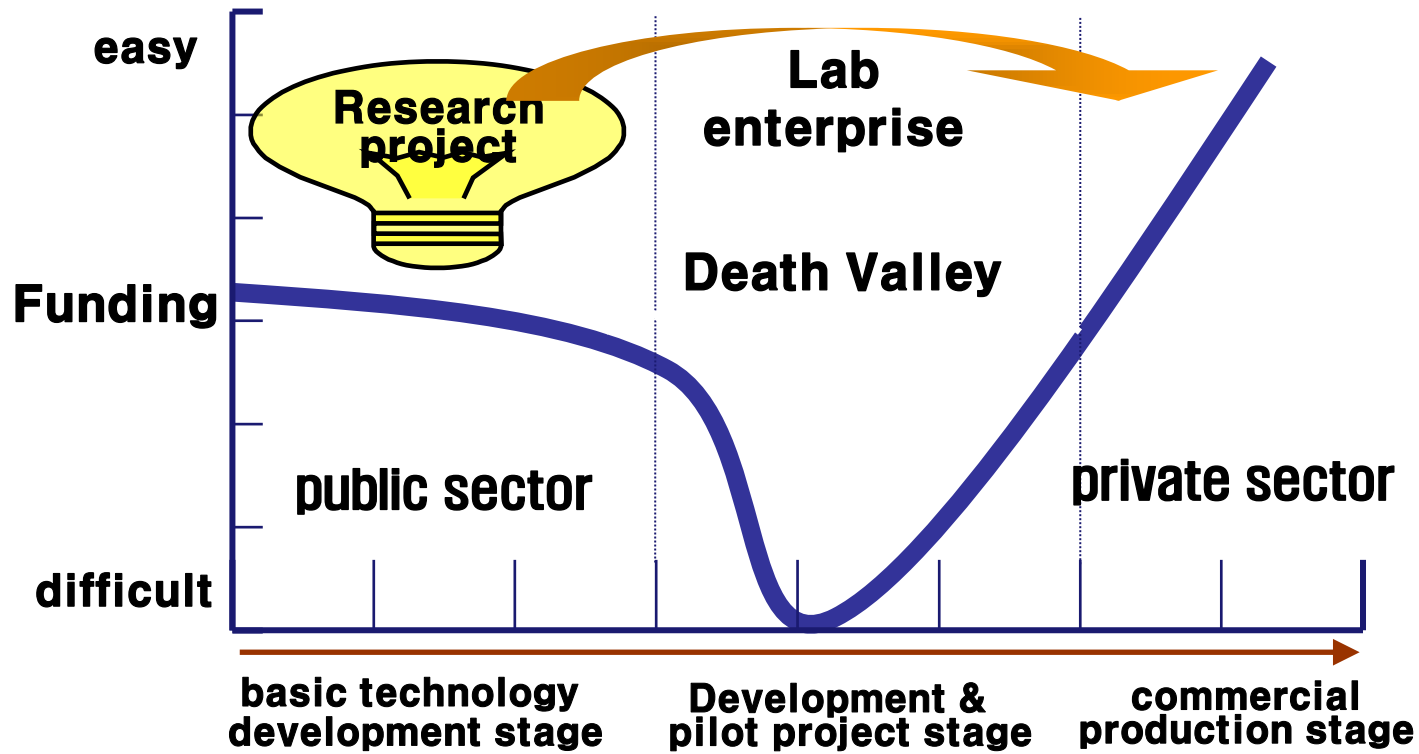 easy
Research
project
Lab
enterprise
Death Valley
Funding
public sector
private sector
difficult
basic technology
development stage
Development &
pilot project stage
commercial
production stage